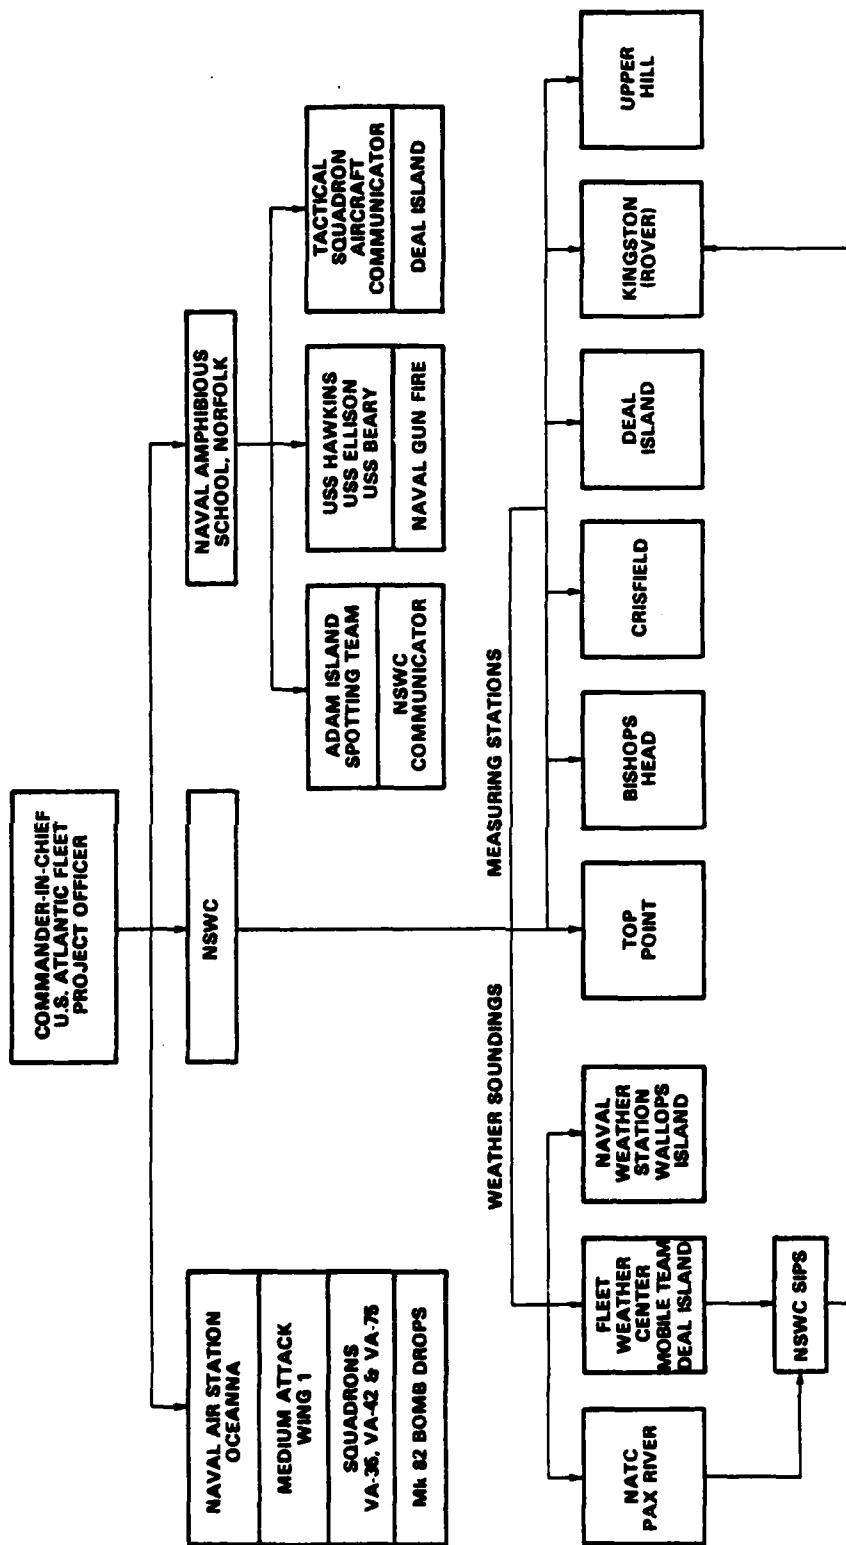 COMMANDER-IN-CHIEF
U.S. ATLANTIC FLEET
PROJECT OFFICER
NAVAL AIR STATION
OCEANNA
MEDIUM ATTACK
WING 1
SQUADRONS
VA-35, VA-42 & VA-75
Mk 82 BOMB DROPS
NSWC
NAVAL AMPHIBIOUS
SCHOOL, NORFOLK
ADAM ISLAND
SPOTTING TEAM
NSWC
COMMUNICATOR
USS HAWKINS
USS ELLISON
USS BEARY
NAVAL GUN FIRE
TACTICAL
SQUADRON
AIRCRAFT
COMMUNICATOR
DEAL ISLAND
WEATHER SOUNDINGS
MEASURING STATIONS
NATC
PAX RIVER
FLEET
WEATHER
CENTER
MOBILE TEAM
DEAL ISLAND
NAVAL
WEATHER
STATION
WALLOPS
ISLAND
TOP
POINT
BISHOPS
HEAD
CRISFIELD
DEAL
ISLAND
KINGSTON
(ROVER)
UPPER
HILL
NSWC SIPS